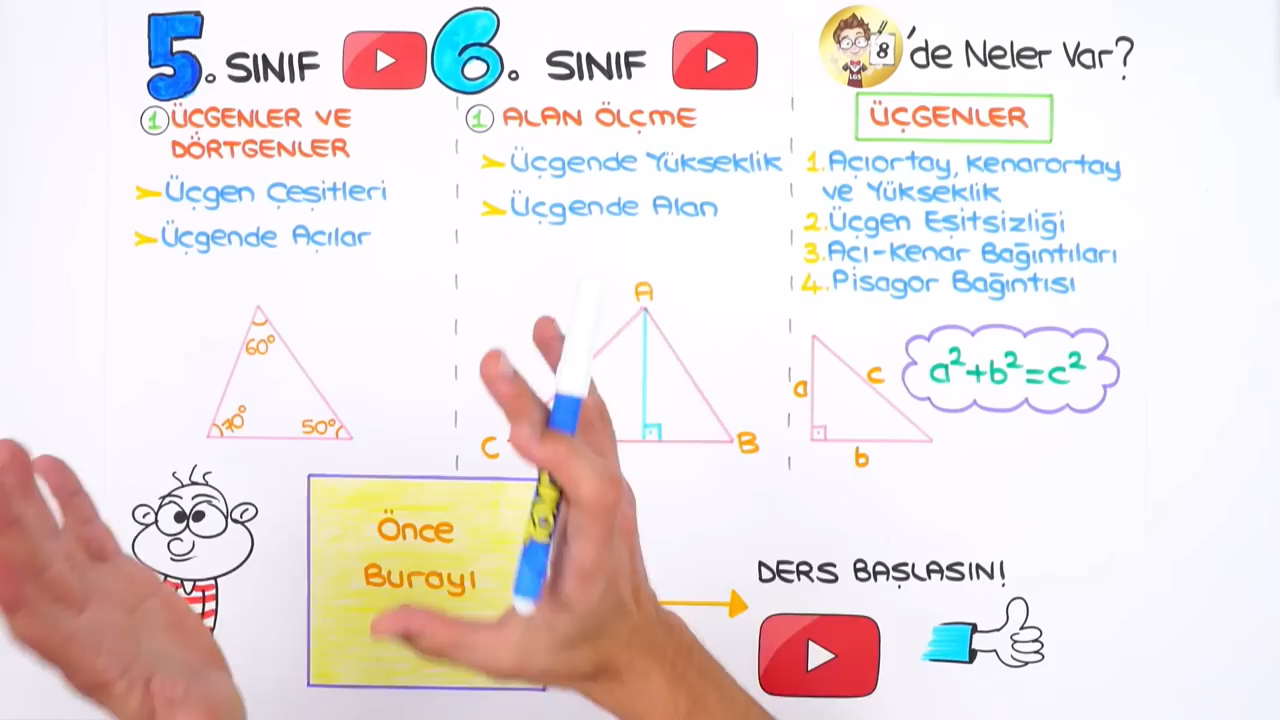 5. SINIF
1 ÜÇGENLER VE
DÖRTGENLER
➤ Üçgen Çeşitleri
➤ Üçgende Açılar
60°
70°
50°
6. SINIF
1 ALAN ÖLÇME
➤ Üçgende Yükseklik
➤ Üçgende Alan
A
C
B
8 'de Neler Var?
LGS
ÜÇGENLER
1. Açıortay, Kenarortay
ve Yükseklik
2. Üçgen Eşitsizliği
3. Açı-Kenar Bağıntıları
4. Pisagor Bağıntısı
a
c
b
a²+b²=c²
Önce
Burayı
DERS BAŞLASIN!